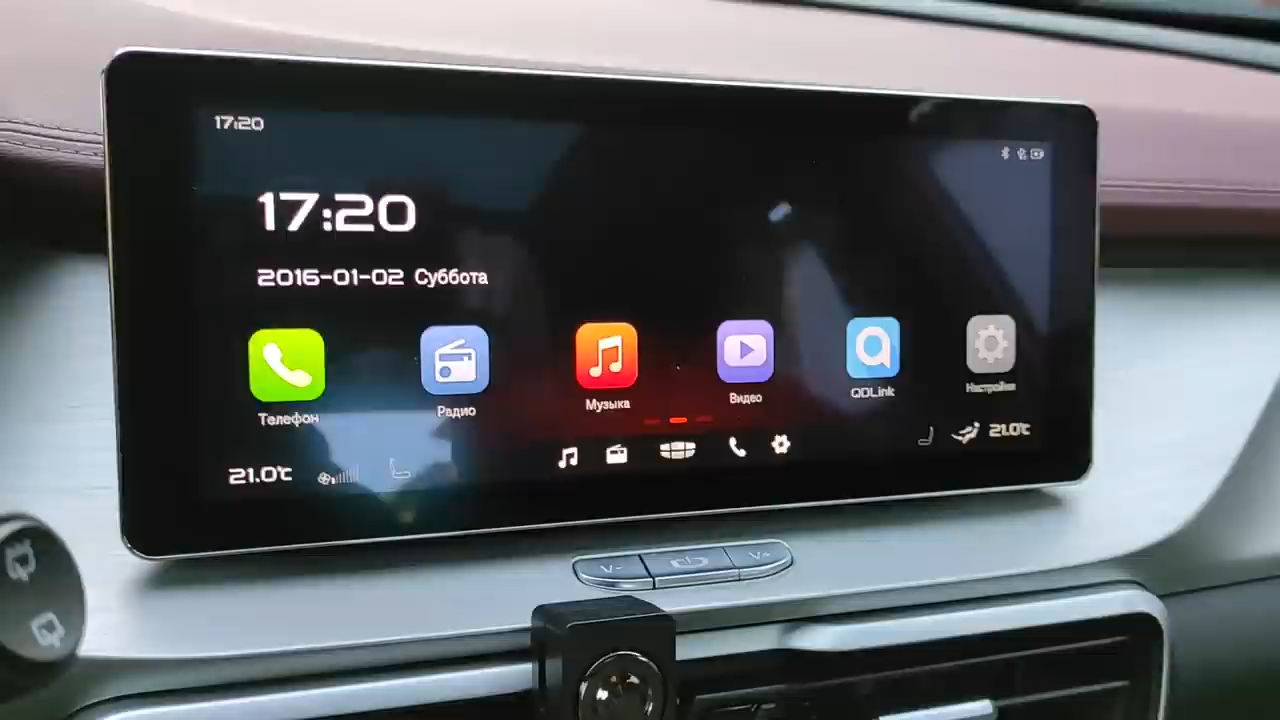 17:20
17:20
2016-01-02 Суббота
Телефон
Радио
Музыка
Видео
QDLink
Настройки
21.0℃
21.0℃
V-
V+